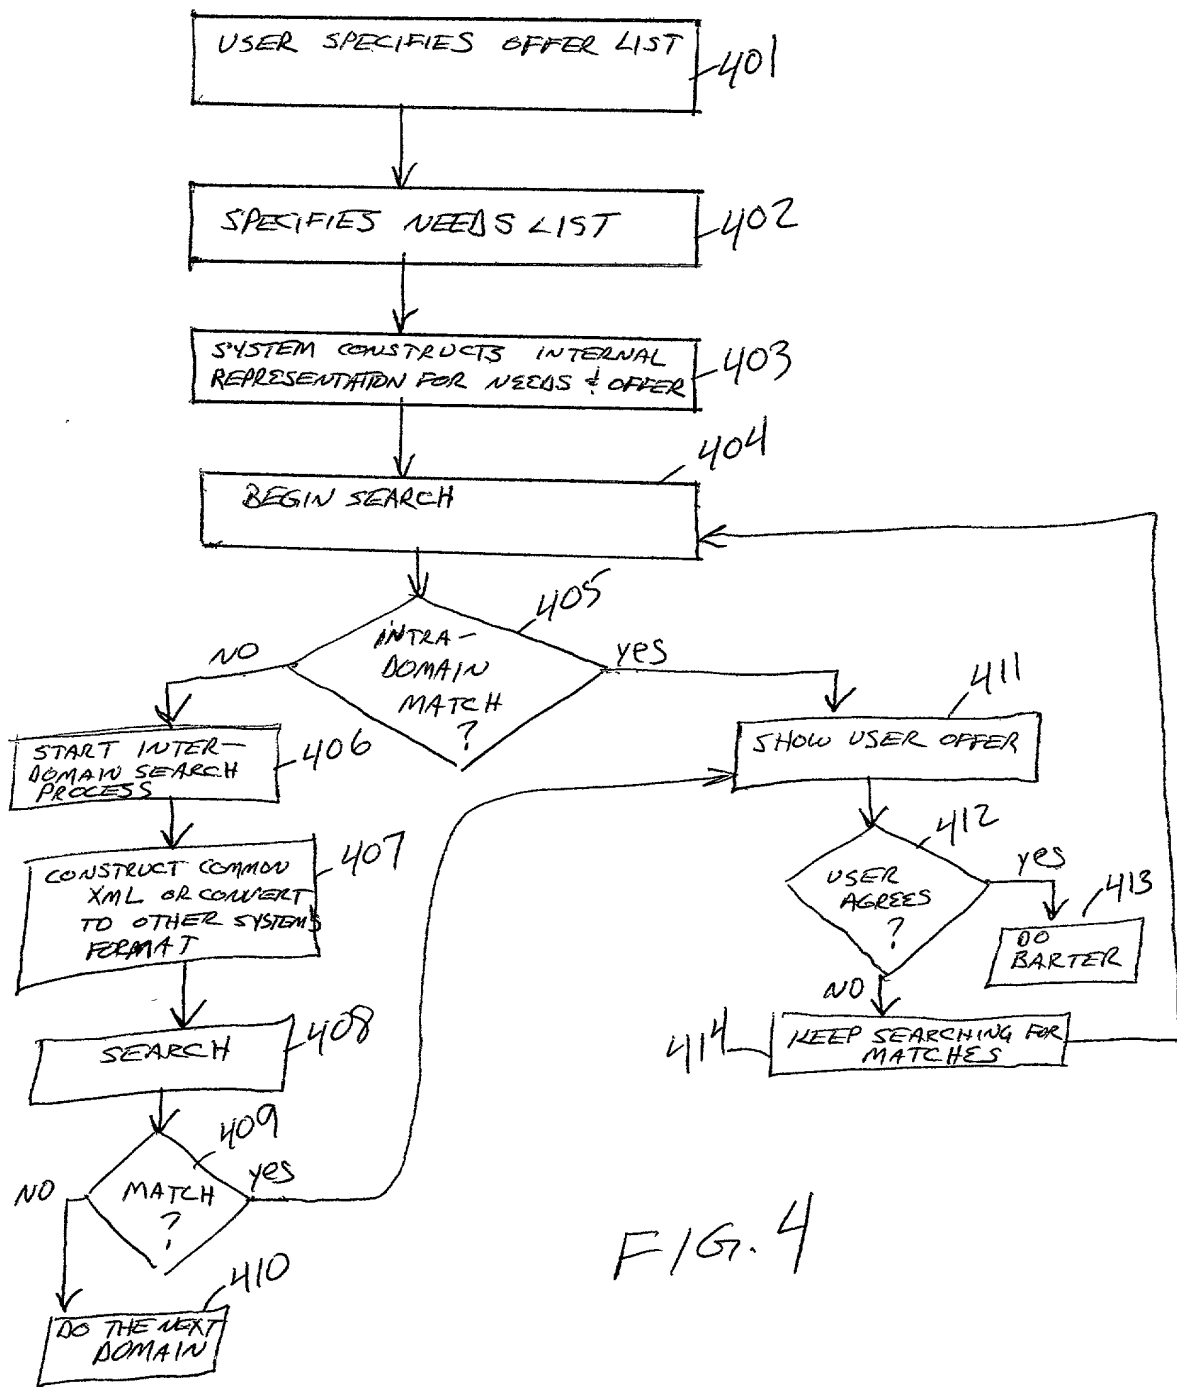 USER SPECIFIES OFFER LIST
401
SPECIFIES NEEDS LIST
402
SYSTEM CONSTRUCTS INTERNAL
REPRESENTATION FOR NEEDS & OFFER
403
404
BEGIN SEARCH
405
INTRA-
DOMAIN
MATCH
?
NO
yes
START INTER-
DOMAIN SEARCH
PROCESS
406
411
SHOW USER OFFER
CONSTRUCT COMMON
XML OR CONVERT
TO OTHER SYSTEMS
FORMAT
407
412
USER
AGREES
?
yes
413
DO
BARTER
NO
414
KEEP SEARCHING FOR
MATCHES
SEARCH
408
409
MATCH
?
yes
NO
410
DO THE NEXT
DOMAIN
FIG. 4